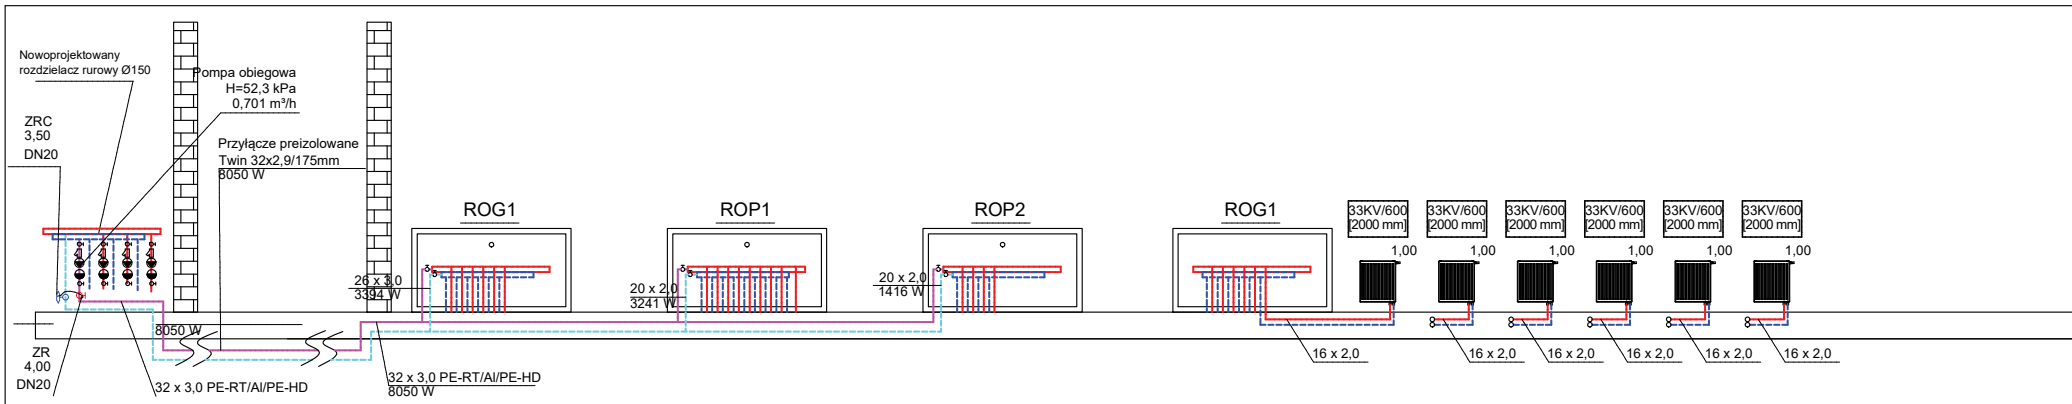 Nowoprojektowany
rozdzielacz rurowy Ø150
Pompa obiegowa
H=52,3 kPa
0,701 m³/h
ZRC
3,50
DN20
Przyłącze preizolowane
Twin 32x2,9/175mm
8050 W
ROG1
ROP1
ROP2
ROG1
33KV/600
[2000 mm]
1,00
33KV/600
[2000 mm]
1,00
33KV/600
[2000 mm]
1,00
33KV/600
[2000 mm]
1,00
33KV/600
[2000 mm]
1,00
33KV/600
[2000 mm]
1,00
26 x 3,0
3394 W
20 x 2,0
3241 W
20 x 2,0
1416 W
8050 W
ZR
4,00
DN20
32 x 3,0 PE-RT/Al/PE-HD
32 x 3,0 PE-RT/Al/PE-HD
8050 W
16 x 2,0
16 x 2,0
16 x 2,0
16 x 2,0
16 x 2,0
16 x 2,0